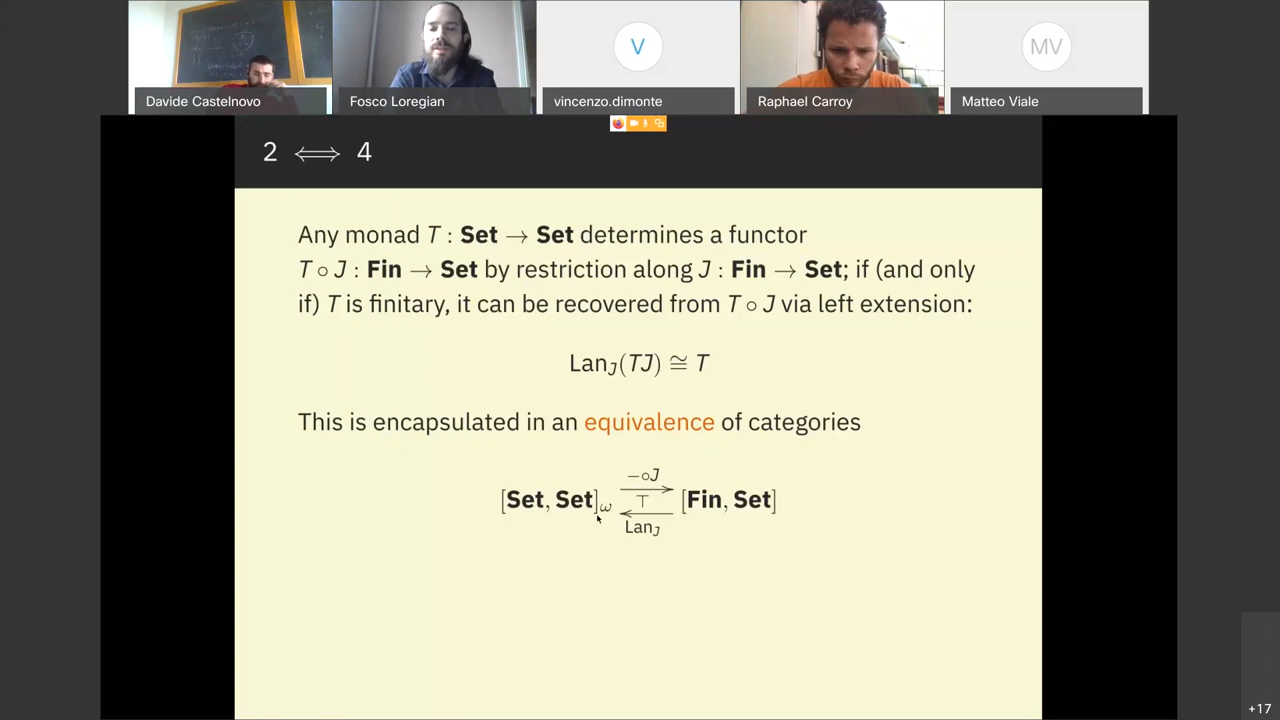 Davide Castelnovo
Fosco Loregian
V
vincenzo.dimonte
Raphael Carroy
MV
Matteo Viale
2 ⟺ 4
Any monad T : Set → Set determines a functor
T ∘ J : Fin → Set by restriction along J : Fin → Set; if (and only
if) T is finitary, it can be recovered from T ∘ J via left extension:
Lan_J(TJ) ≅ T
This is encapsulated in an equivalence of categories
−∘J
[Set, Set]_ω ⊤ [Fin, Set]
Lan_J
+17